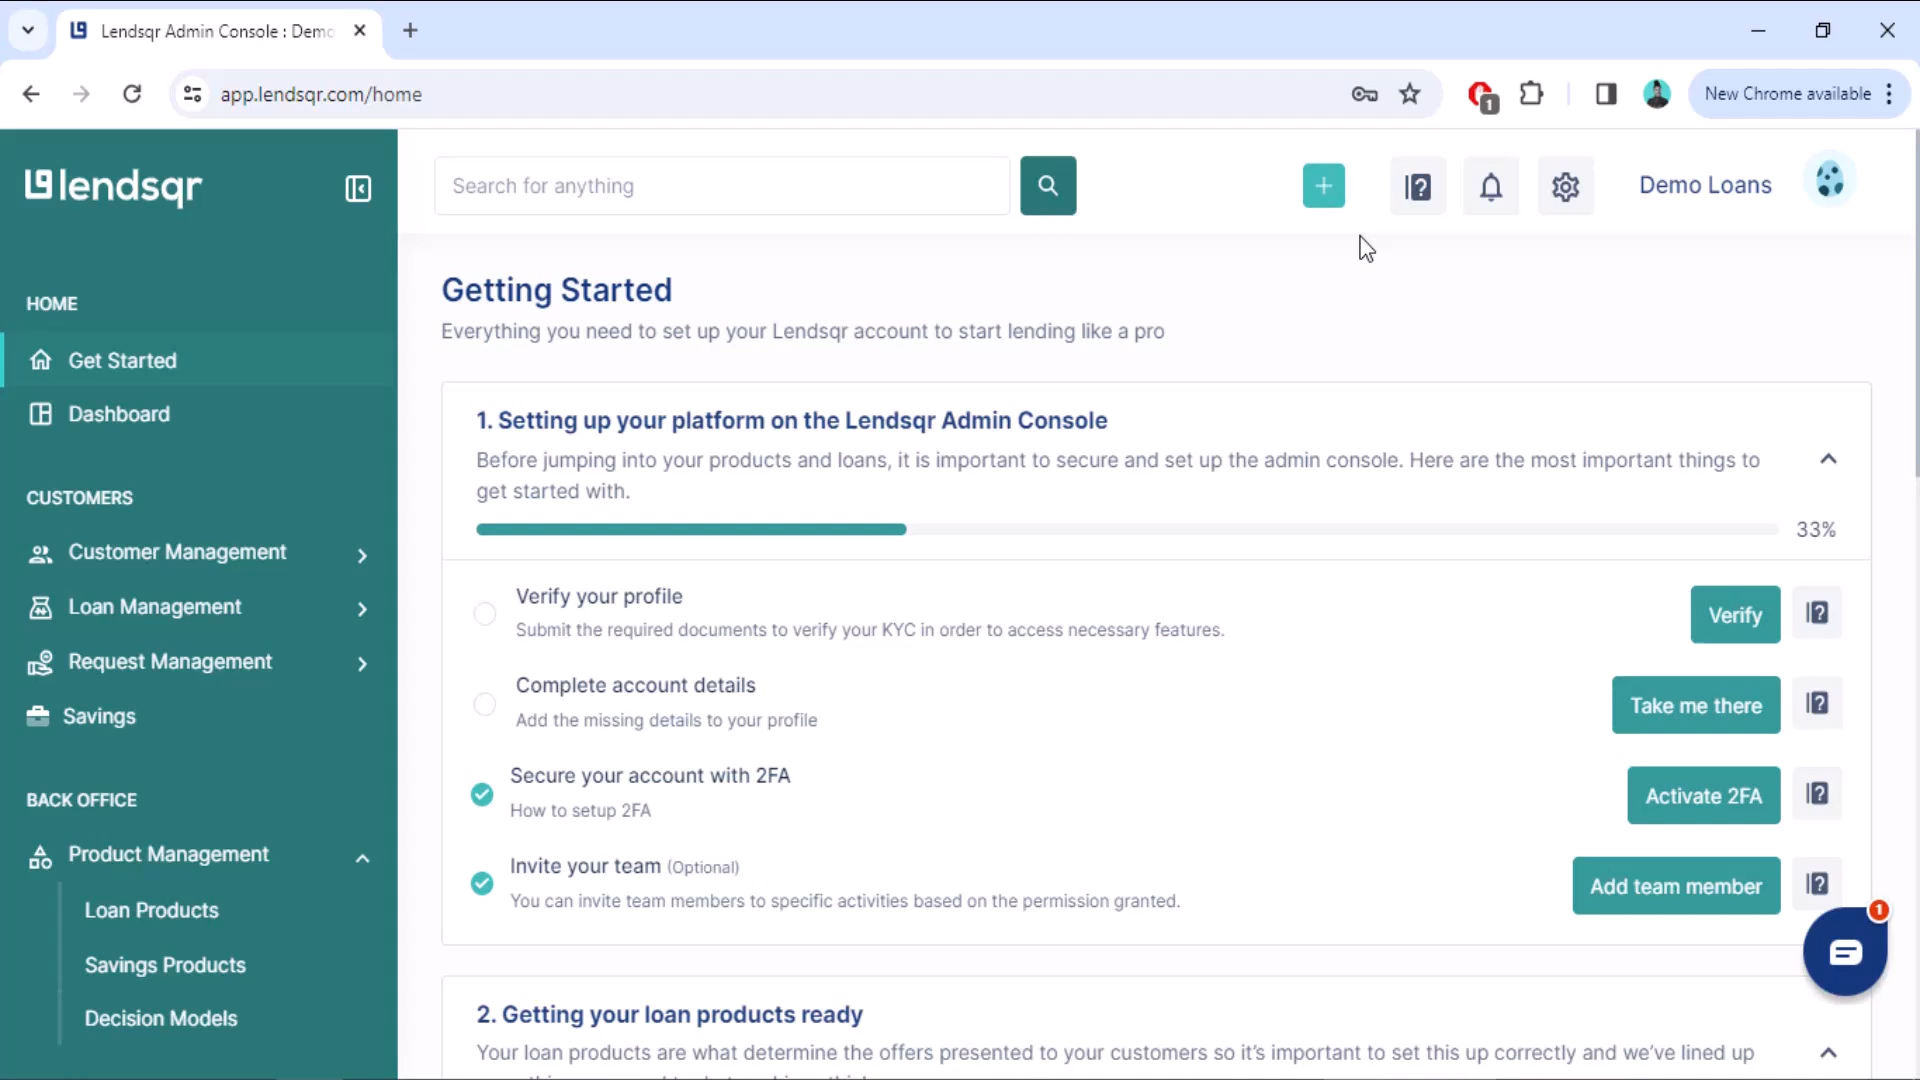 Lendsqr Admin Console : Demo
app.lendsqr.com/home
1
New Chrome available
lendsqr
Search for anything
Demo Loans
HOME
Get Started
Dashboard
CUSTOMERS
Customer Management
Loan Management
Request Management
Savings
BACK OFFICE
Product Management
Loan Products
Savings Products
Decision Models
Getting Started
Everything you need to set up your Lendsqr account to start lending like a pro
1. Setting up your platform on the Lendsqr Admin Console
Before jumping into your products and loans, it is important to secure and set up the admin console. Here are the most important things to
get started with.
33%
Verify your profile
Submit the required documents to verify your KYC in order to access necessary features.
Verify
Complete account details
Add the missing details to your profile
Take me there
Secure your account with 2FA
How to setup 2FA
Activate 2FA
Invite your team (Optional)
You can invite team members to specific activities based on the permission granted.
Add team member
1
2. Getting your loan products ready
Your loan products are what determine the offers presented to your customers so it's important to set this up correctly and we've lined up